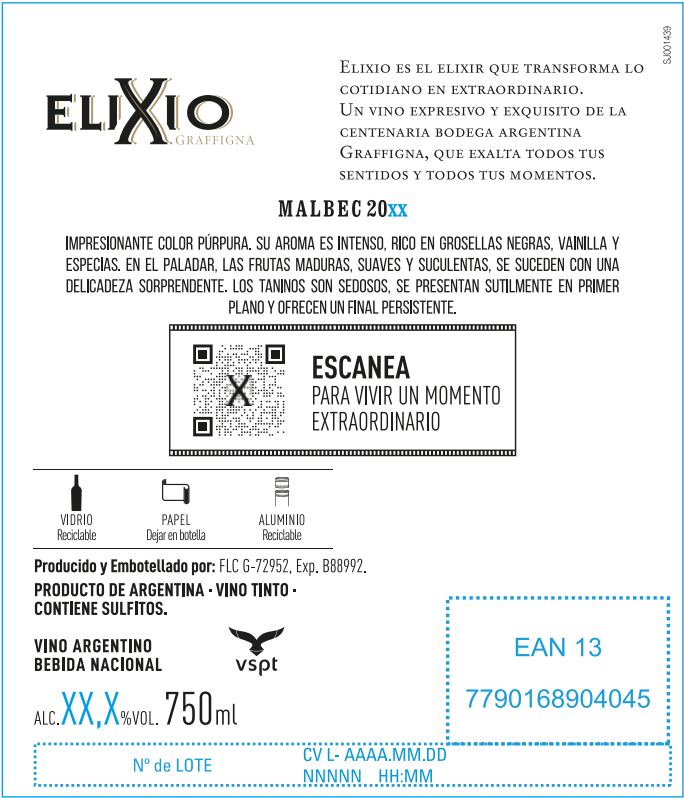 SJ001439
ELIXIO
GRAFFIGNA
ELIXIO ES EL ELIXIR QUE TRANSFORMA LO
COTIDIANO EN EXTRAORDINARIO.
UN VINO EXPRESIVO Y EXQUISITO DE LA
CENTENARIA BODEGA ARGENTINA
GRAFFIGNA, QUE EXALTA TODOS TUS
SENTIDOS Y TODOS TUS MOMENTOS.
MALBEC 20XX
IMPRESIONANTE COLOR PÚRPURA. SU AROMA ES INTENSO, RICO EN GROSELLAS NEGRAS, VAINILLA Y
ESPECIAS. EN EL PALADAR, LAS FRUTAS MADURAS, SUAVES Y SUCULENTAS, SE SUCEDEN CON UNA
DELICADEZA SORPRENDENTE. LOS TANINOS SON SEDOSOS, SE PRESENTAN SUTILMENTE EN PRIMER
PLANO Y OFRECEN UN FINAL PERSISTENTE.
X
ESCANEA
PARA VIVIR UN MOMENTO
EXTRAORDINARIO
VIDRIO
Reciclable
PAPEL
Dejar en botella
ALUMINIO
Reciclable
Producido y Embotellado por: FLC G-72952, Exp. B88992.
PRODUCTO DE ARGENTINA · VINO TINTO ·
CONTIENE SULFITOS.
VINO ARGENTINO
BEBIDA NACIONAL
vspt
ALC. XX,X %VOL. 750ml
EAN 13
7790168904045
Nº de LOTE
CV L- AAAA.MM.DD
NNNNN HH:MM